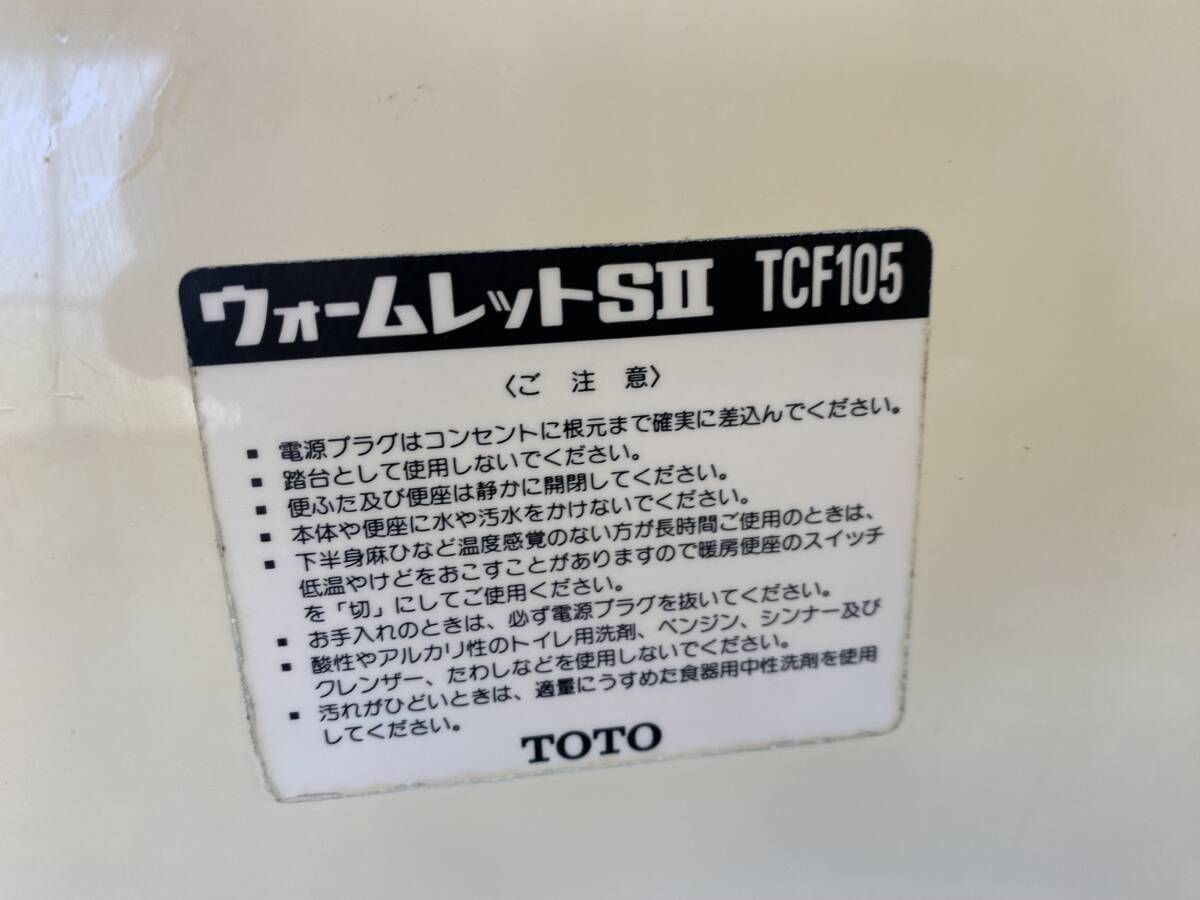 ウォームレットSII TCF105
〈ご 注 意〉
▪ 電源プラグはコンセントに根元まで確実に差込んでください。
▪ 踏台として使用しないでください。
▪ 便ふた及び便座は静かに開閉してください。
▪ 本体や便座に水や汚水をかけないでください。
▪ 下半身麻ひなど温度感覚のない方が長時間ご使用のときは、
低温やけどをおこすことがありますので暖房便座のスイッチ
を「切」にしてご使用ください。
▪ お手入れのときは、必ず電源プラグを抜いてください。
▪ 酸性やアルカリ性のトイレ用洗剤、ベンジン、シンナー及び
クレンザー、たわしなどを使用しないでください。
▪ 汚れがひどいときは、適量にうすめた食器用中性洗剤を使用
してください。
TOTO